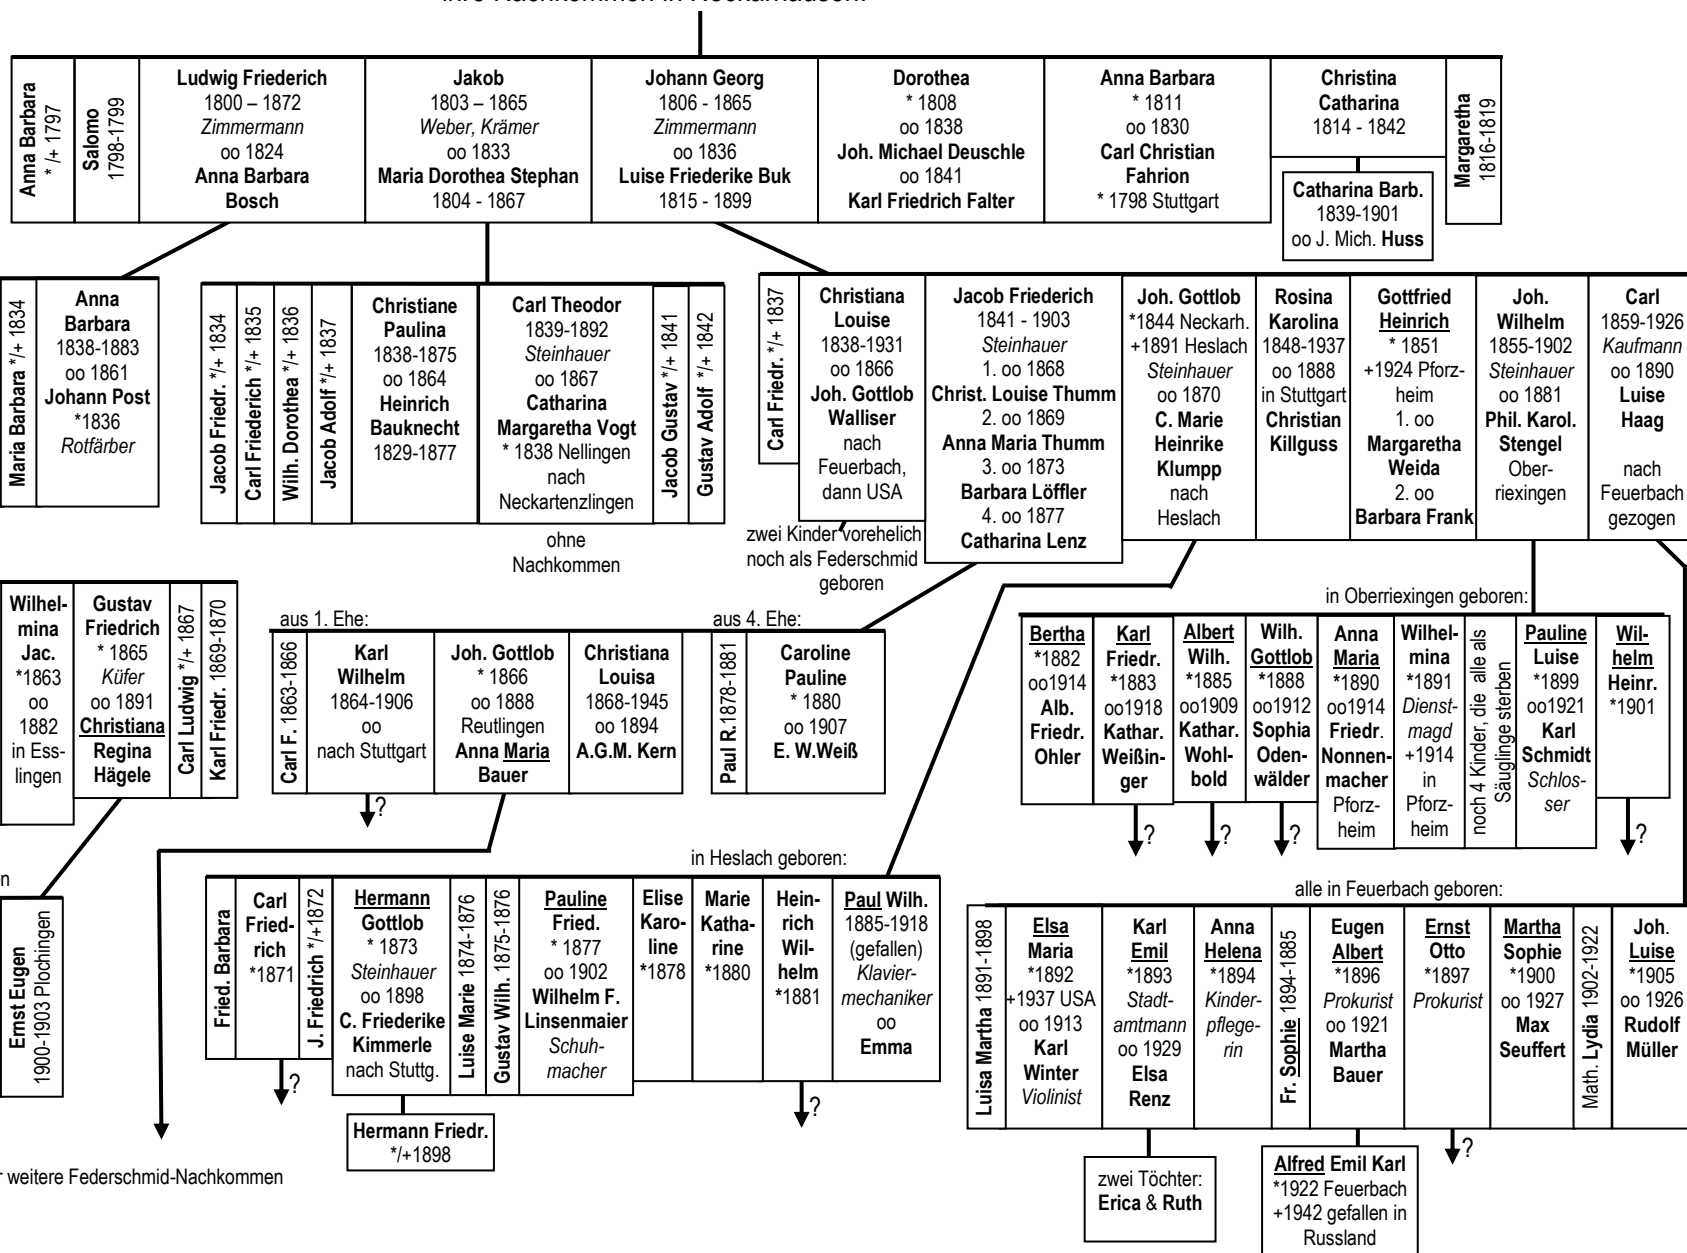 Ihre Nachkommen in Neckarhausen:
Anna Barbara
* /+ 1797
Salomo
1798-1799
Ludwig Friederich
1800 – 1872
Zimmermann
oo 1824
Anna Barbara
Bosch
Jakob
1803 – 1865
Weber, Krämer
oo 1833
Maria Dorothea Stephan
1804 - 1867
Johann Georg
1806 - 1865
Zimmermann
oo 1836
Luise Friederike Buk
1815 - 1899
Dorothea
* 1808
oo 1838
Joh. Michael Deuschle
oo 1841
Karl Friedrich Falter
Anna Barbara
* 1811
oo 1830
Carl Christian
Fahrion
* 1798 Stuttgart
Christina
Catharina
1814 - 1842
Catharina Barb.
1839-1901
oo J. Mich. Huss
Margaretha
1816-1819
Maria Barbara */+ 1834
Anna
Barbara
1838-1883
oo 1861
Johann Post
*1836
Rotfärber
Jacob Friedr. */+ 1834
Carl Friederich */+ 1835
Wilh. Dorothea */+ 1836
Jacob Adolf */+ 1837
Christiane
Paulina
1838-1875
oo 1864
Heinrich
Bauknecht
1829-1877
Carl Theodor
1839-1892
Steinhauer
oo 1867
Catharina
Margaretha Vogt
* 1838 Nellingen
nach
Neckartenzlingen
Jacob Gustav */+ 1841
Gustav Adolf */+ 1842
ohne
Nachkommen
Carl Friedr. */+ 1837
Christiana
Louise
1838-1931
oo 1866
Joh. Gottlob
Walliser
nach
Feuerbach,
dann USA
zwei Kinder vorehelich
noch als Federschmid
geboren
Jacob Friederich
1841 - 1903
Steinhauer
1. oo 1868
Christ. Louise Thumm
2. oo 1869
Anna Maria Thumm
3. oo 1873
Barbara Löffler
4. oo 1877
Catharina Lenz
Joh. Gottlob
*1844 Neckarh.
+1891 Heslach
Steinhauer
oo 1870
C. Marie
Heinrike
Klumpp
nach
Heslach
Rosina
Karolina
1848-1937
oo 1888
in Stuttgart
Christian
Killguss
Gottfried
Heinrich
* 1851
+1924 Pforz-
heim
1. oo
Margaretha
Weida
2. oo
Barbara Frank
Joh.
Wilhelm
1855-1902
Steinhauer
oo 1881
Phil. Karol.
Stengel
Ober-
riexingen
Carl
1859-1926
Kaufmann
oo 1890
Luise
Haag
nach
Feuerbach
gezogen
Wilhel-
mina
Jac.
*1863
oo
1882
in Ess-
lingen
Gustav
Friedrich
* 1865
Küfer
oo 1891
Christiana
Regina
Hägele
Carl Ludwig */+ 1867
Karl Friedr. 1869-1870
aus 1. Ehe:
Carl F. 1863-1866
Karl
Wilhelm
1864-1906
oo
nach Stuttgart
?
Joh. Gottlob
* 1866
oo 1888
Reutlingen
Anna Maria
Bauer
Christiana
Louisa
1868-1945
oo 1894
A.G.M. Kern
aus 4. Ehe:
Paul R.1878-1881
Caroline
Pauline
* 1880
oo 1907
E. W.Weiß
in Oberriexingen geboren:
Bertha
*1882
oo1914
Alb.
Friedr.
Ohler
Karl
Friedr.
*1883
oo1918
Kathar.
Weißin-
ger
?
Albert
Wilh.
*1885
oo1909
Kathar.
Wohl-
bold
?
Wilh.
Gottlob
*1888
oo1912
Sophia
Oden-
wälder
?
Anna
Maria
*1890
oo1914
Friedr.
Nonnen-
macher
Pforz-
heim
Wilhel-
mina
*1891
Dienst-
magd
+1914
in
Pforz-
heim
noch 4 Kinder, die alle als
Säuglinge sterben
Pauline
Luise
*1899
oo1921
Karl
Schmidt
Schlos-
ser
Wil-
helm
Heinr.
*1901
?
n
Ernst Eugen
1900-1903 Plochingen
in Heslach geboren:
Fried. Barbara
Carl
Fried-
rich
*1871
?
J. Friedrich */+1872
Hermann
Gottlob
* 1873
Steinhauer
oo 1898
C. Friederike
Kimmerle
nach Stuttg.
Hermann Friedr.
*/+1898
Luise Marie 1874-1876
Gustav Wilh. 1875-1876
Pauline
Fried.
* 1877
oo 1902
Wilhelm F.
Linsenmaier
Schuh-
macher
Elise
Karo-
line
*1878
Marie
Katha-
rine
*1880
Hein-
rich
Wil-
helm
*1881
?
Paul Wilh.
1885-1918
(gefallen)
Klavier-
mechaniker
oo
Emma
alle in Feuerbach geboren:
Luisa Martha 1891-1898
Elsa
Maria
*1892
+1937 USA
oo 1913
Karl
Winter
Violinist
Karl
Emil
*1893
Stadt-
amtmann
oo 1929
Elsa
Renz
zwei Töchter:
Erica & Ruth
Anna
Helena
*1894
Kinder-
pflege-
rin
Fr. Sophie 1894-1885
Eugen
Albert
*1896
Prokurist
oo 1921
Martha
Bauer
Alfred Emil Karl
*1922 Feuerbach
+1942 gefallen in
Russland
Ernst
Otto
*1897
Prokurist
?
Martha
Sophie
*1900
oo 1927
Max
Seuffert
Math. Lydia 1902-1922
Joh.
Luise
*1905
oo 1926
Rudolf
Müller
r weitere Federschmid-Nachkommen